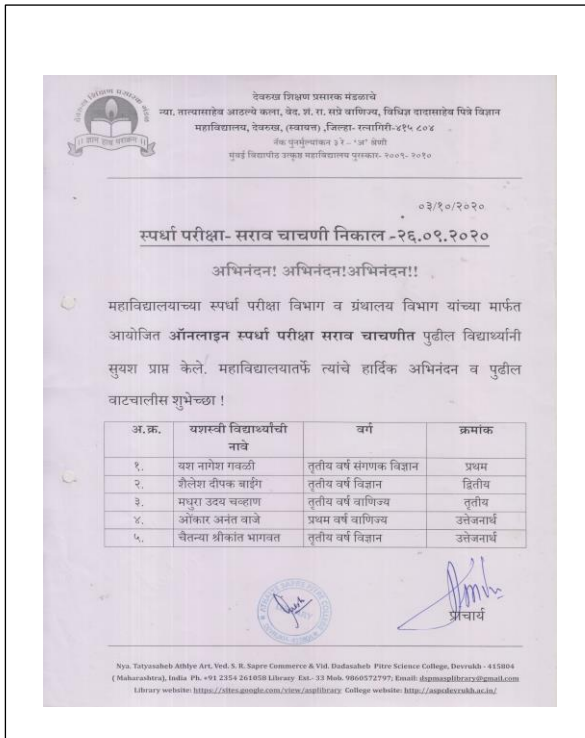 देवरुख शिक्षण प्रसारक मंडळाचे
न्या. तात्यासाहेब आठल्ये कला, वेद. शं. रा. सप्रे वाणिज्य, विधिज्ञ दादासाहेब पित्रे विज्ञान
महाविद्यालय, देवरुख, (स्वायत्त) ,जिल्हा- रत्नागिरी-४१५ ८०४
नॅक पुनर्मुल्यांकन ३ रे – 'अ' श्रेणी
मुंबई विद्यापीठ उत्कृष्ठ महाविद्यालय पुरस्कार- २००९- २०१०
|| ज्ञान हाच परमात्मा ||
०३/१०/२०२०
स्पर्धा परीक्षा- सराव चाचणी निकाल -२६.०९.२०२०
अभिनंदन! अभिनंदन!अभिनंदन!!
महाविद्यालयाच्या स्पर्धा परीक्षा विभाग व ग्रंथालय विभाग यांच्या मार्फत
आयोजित ऑनलाइन स्पर्धा परीक्षा सराव चाचणीत पुढील विद्यार्थ्यांनी
सुयश प्राप्त केले. महाविद्यालयातर्फे त्यांचे हार्दिक अभिनंदन व पुढील
वाटचालीस शुभेच्छा !
अ.क्र. यशस्वी विद्यार्थ्यांची नावे वर्ग क्रमांक
१. यश नागेश गवळी तृतीय वर्ष संगणक विज्ञान प्रथम
२. शैलेश दीपक बाईंग तृतीय वर्ष विज्ञान द्वितीय
३. मधुरा उदय चव्हाण तृतीय वर्ष वाणिज्य तृतीय
४. ओंकार अनंत वाजे प्रथम वर्ष वाणिज्य उत्तेजनार्थ
५. चैतन्या श्रीकांत भागवत तृतीय वर्ष विज्ञान उत्तेजनार्थ
प्राचार्य
Nya. Tatyasaheb Athlye Art, Ved. S. R. Sapre Commerce & Vid. Dadasaheb Pitre Science College, Devrukh - 415804
( Maharashtra), India Ph. +91 2354 261058 Library Ext.- 33 Mob. 9860572797; Email: dspmasplibrary@gmail.com
Library website: https://sites.google.com/view/asplibrary College website: http://aspcdevrukh.ac.in/